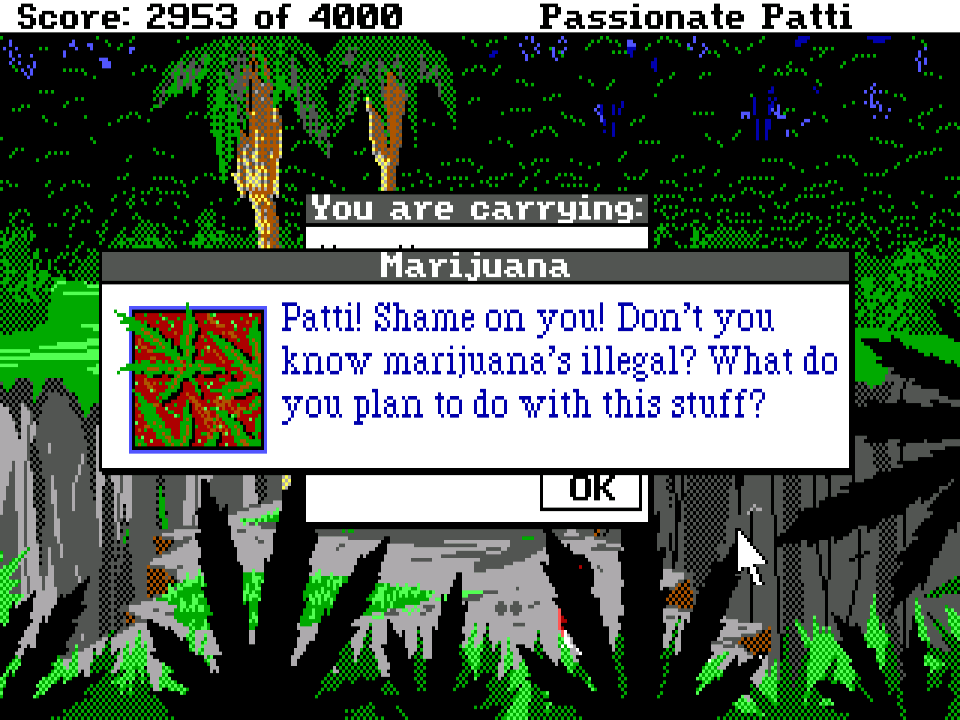 Score: 2953 of 4000 Passionate Patti
You are carrying:
Marijuana
Patti! Shame on you! Don't you
know marijuana's illegal? What do
you plan to do with this stuff?
OK